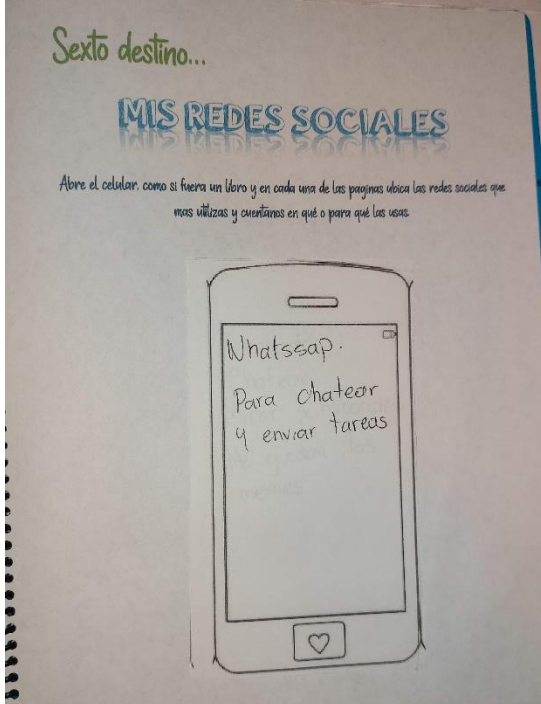 Sexto destino...
MIS REDES SOCIALES
Abre el celular, como si fuera un libro y en cada una de las paginas ubica las redes sociales que
mas utilizas y cuentanos en qué o para qué las usas.
Whatssap.
Para chatear
y enviar tareas